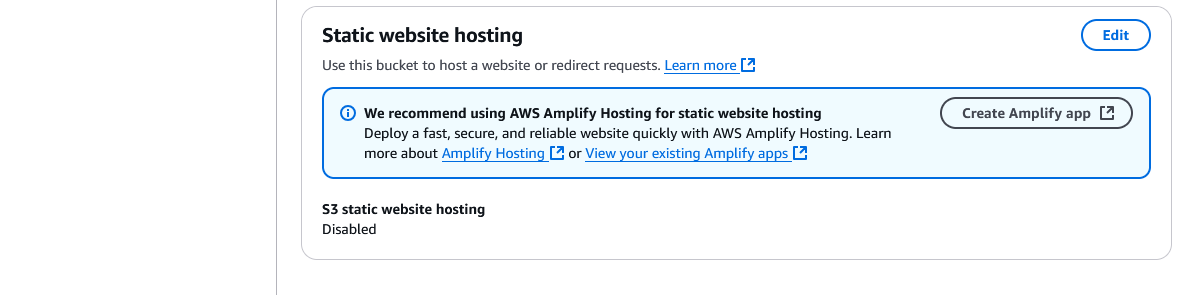 Static website hosting
Edit
Use this bucket to host a website or redirect requests. Learn more
We recommend using AWS Amplify Hosting for static website hosting
Create Amplify app
Deploy a fast, secure, and reliable website quickly with AWS Amplify Hosting. Learn
more about Amplify Hosting or View your existing Amplify apps
S3 static website hosting
Disabled